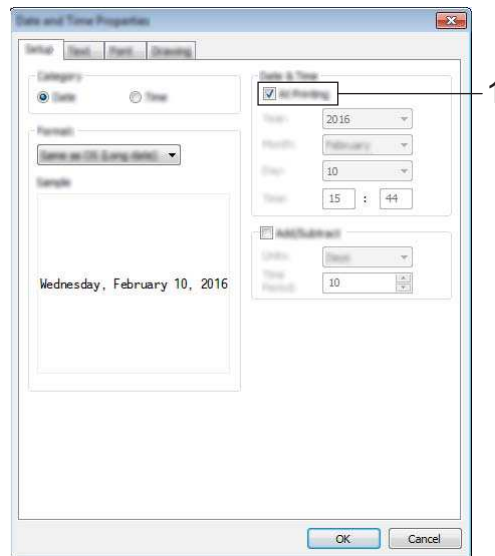 Date and Time Properties
Setup Text Font Drawing
Category
Date Time
Format:
Same as OS (Long date)
Sample
Wednesday, February 10, 2016
Date & Time
At Printing
1
Year: 2016
Month: February
Day: 10
Time: 15 : 44
Add/Subtract
Units: Days
Time Period: 10
OK Cancel